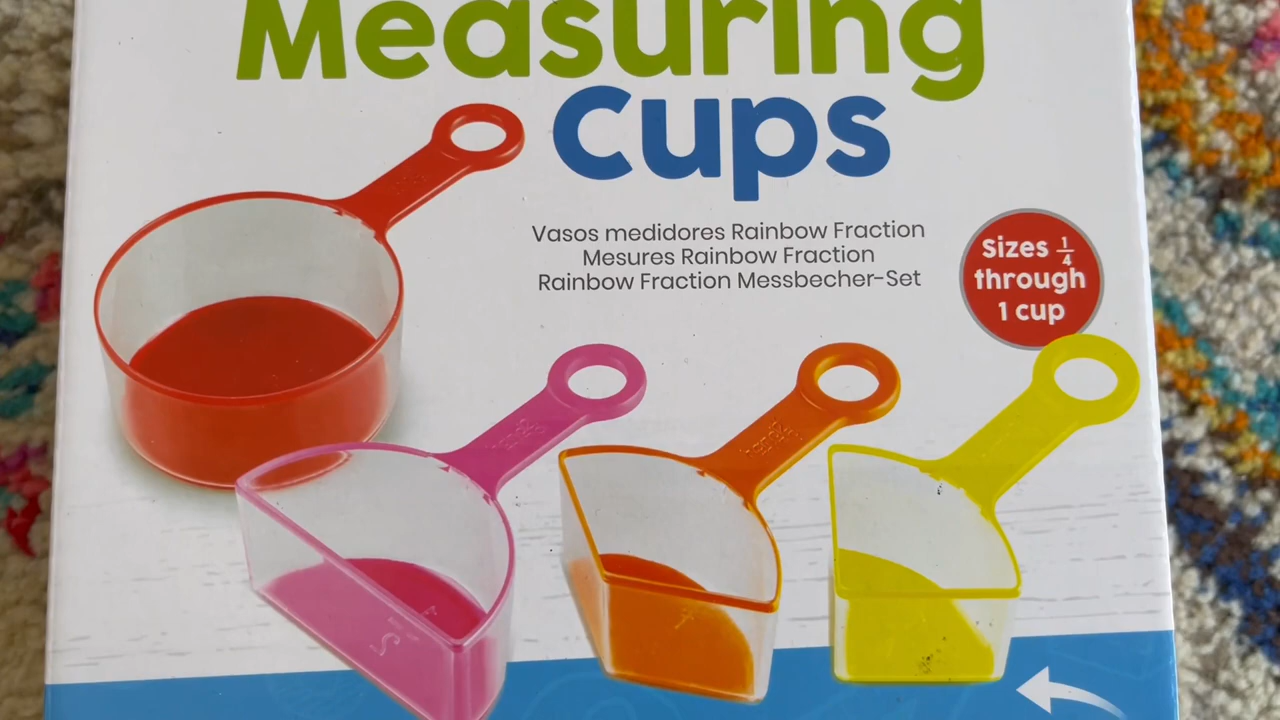 Measuring
Cups
Vasos medidores Rainbow Fraction
Mesures Rainbow Fraction
Rainbow Fraction Messbecher-Set
Sizes 1/4
through
1 cup